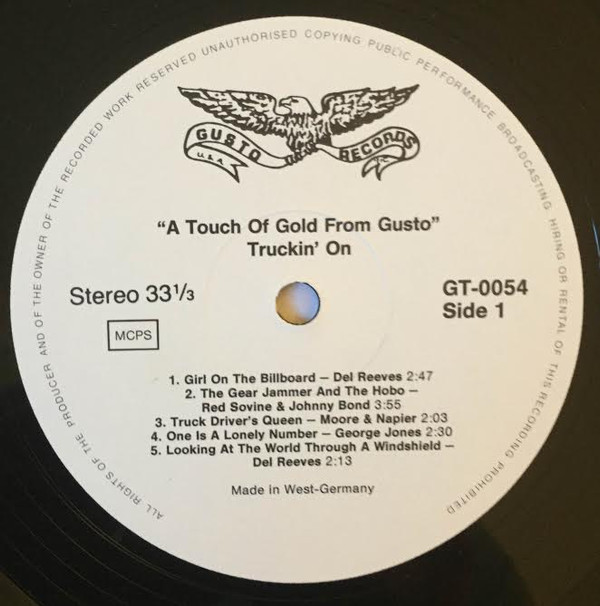 ALL RIGHTS OF THE PRODUCER AND OF THE OWNER OF THE RECORDED WORK RESERVED UNAUTHORISED COPYING PUBLIC PERFORMANCE BROADCASTING HIRING OR RENTAL OF THIS RECORDING PROHIBITED
GUSTO RECORDS
U.S.A.
“A Touch Of Gold From Gusto”
Truckin' On
Stereo 33⅓
MCPS
GT-0054
Side 1
1. Girl On The Billboard – Del Reeves 2:47
2. The Gear Jammer And The Hobo –
Red Sovine & Johnny Bond 3:55
3. Truck Driver's Queen – Moore & Napier 2:03
4. One Is A Lonely Number – George Jones 2:30
5. Looking At The World Through A Windshield –
Del Reeves 2:13
Made in West-Germany